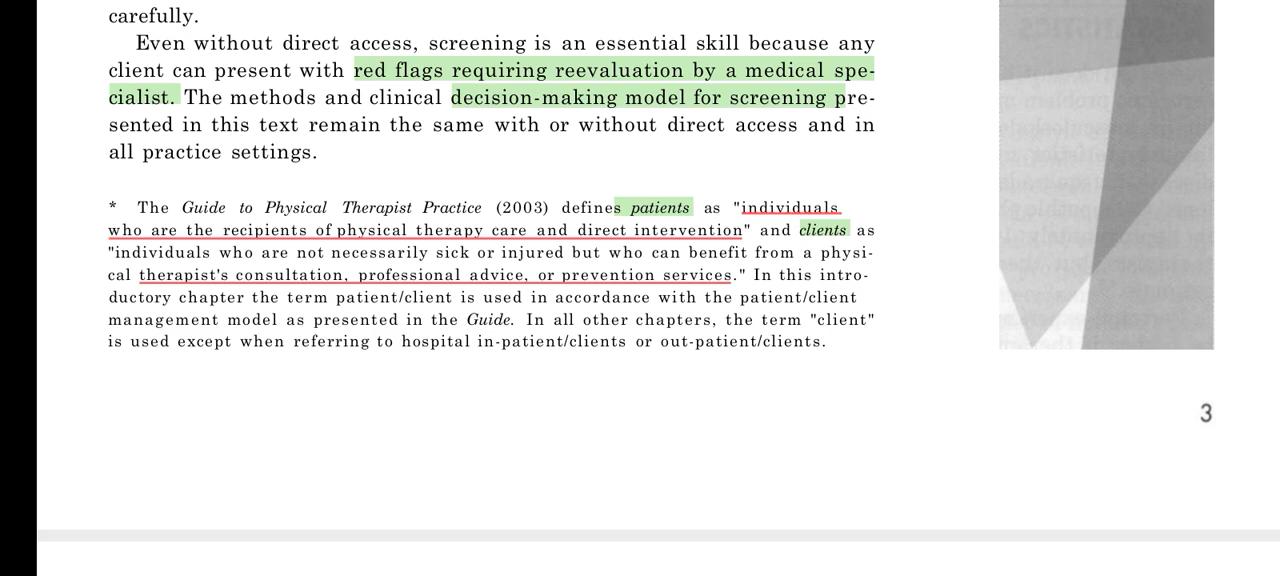 carefully.
Even without direct access, screening is an essential skill because any
client can present with red flags requiring reevaluation by a medical spe-
cialist. The methods and clinical decision-making model for screening pre-
sented in this text remain the same with or without direct access and in
all practice settings.
* The Guide to Physical Therapist Practice (2003) defines patients as "individuals
who are the recipients of physical therapy care and direct intervention" and clients as
"individuals who are not necessarily sick or injured but who can benefit from a physi-
cal therapist's consultation, professional advice, or prevention services." In this intro-
ductory chapter the term patient/client is used in accordance with the patient/client
management model as presented in the Guide. In all other chapters, the term "client"
is used except when referring to hospital in-patient/clients or out-patient/clients.
3